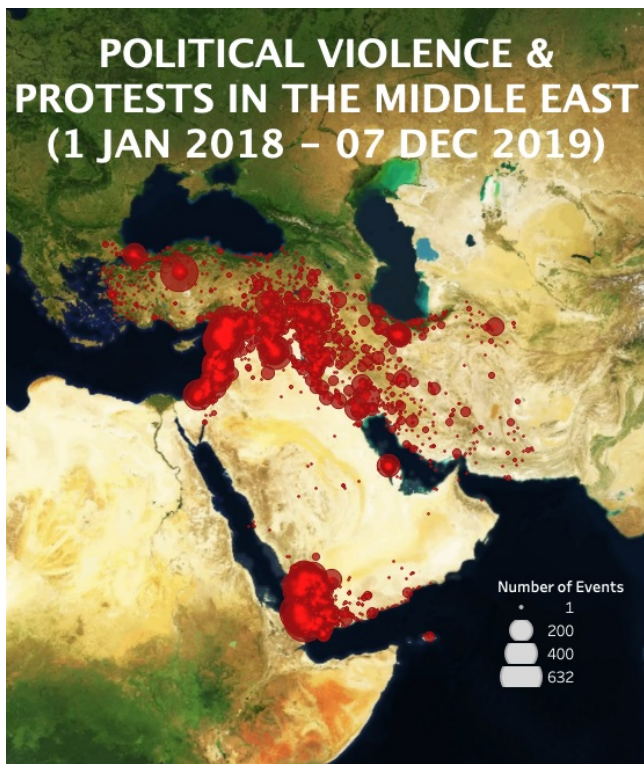 POLITICAL VIOLENCE &
PROTESTS IN THE MIDDLE EAST
(1 JAN 2018 – 07 DEC 2019)
Number of Events
1
200
400
632